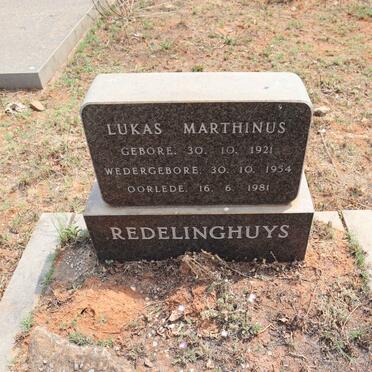 LUKAS MARTHINUS
GEBORE. 30. 10. 1921
WEDERGEBORE. 30. 10. 1954
OORLEDE. 16. 6. 1981
REDELINGHUYS